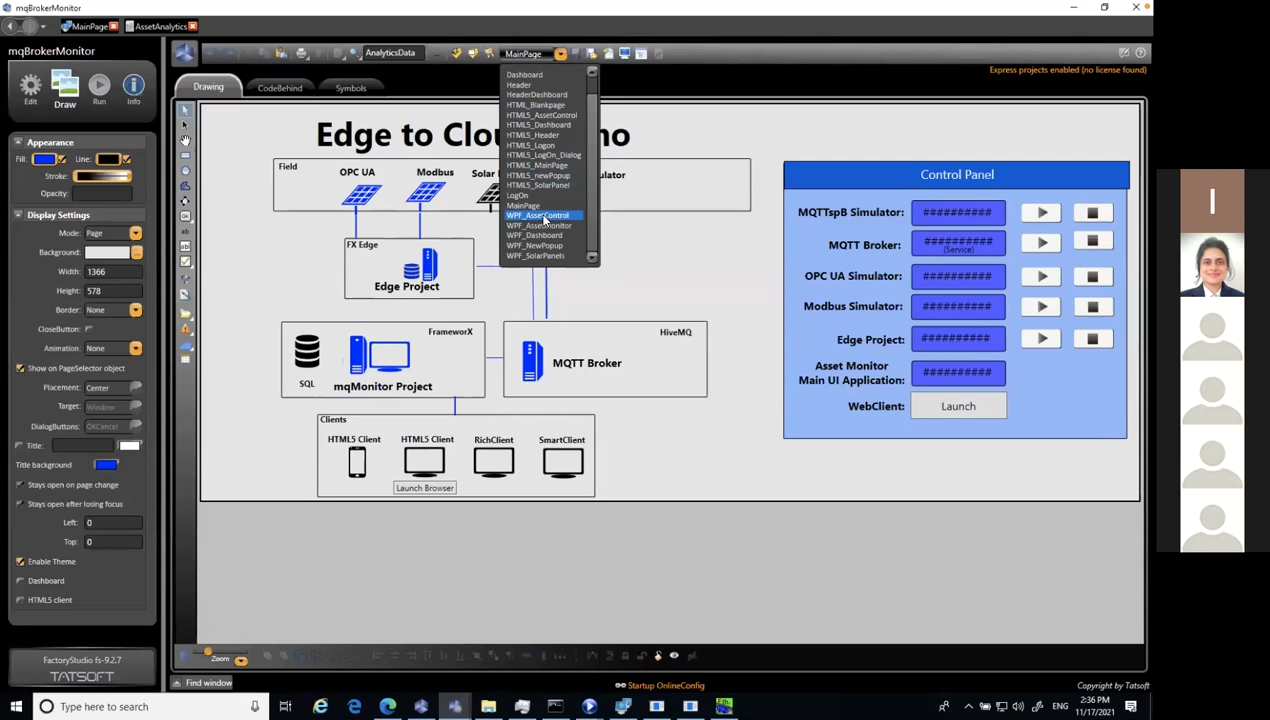 mqBrokerMonitor
MainPage
AssetAnalytics
mqBrokerMonitor
Edit
Draw
Run
Info
AnalyticsData
MainPage
Express projects enabled (no license found)
Drawing
CodeBehind
Symbols
Appearance
Fill:
Line:
Stroke:
Opacity:
Display Settings
Mode:
Page
Background:
Width:
1366
Height:
578
Border:
None
CloseButton:
Animation:
None
Show on PageSelector object
Placement:
Center
Target:
Window
DialogButtons:
OKCancel
Title:
Title background
Stays open on page change
Stays open after losing focus
Left:
0
Top:
0
Enable Theme
Dashboard
HTML5 client
FactoryStudio fs-9.2.7
TATSOFT
Dashboard
Header
HeaderDashboard
HTML_Blankpage
HTML5_AssetControl
HTML5_Dashboard
HTML5_Header
HTML5_Logon
HTML5_LogOn_Dialog
HTML5_MainPage
HTML5_newPopup
HTML5_SolarPanel
LogOn
MainPage
WPF_AssetControl
WPF_AssetMonitor
WPF_Dashboard
WPF_NewPopup
WPF_SolarPanels
Edge to Clou
mo
Field
OPC UA
Modbus
Solar
ulator
FX Edge
Edge Project
FrameworX
SQL
mqMonitor Project
HiveMQ
MQTT Broker
Clients
HTML5 Client
HTML5 Client
RichClient
SmartClient
Launch Browser
Control Panel
MQTTspB Simulator:
##########
MQTT Broker:
##########
(Service)
OPC UA Simulator:
##########
Modbus Simulator:
##########
Edge Project:
##########
Asset Monitor
Main UI Application:
##########
WebClient:
Launch
I
Zoom
Find window
Startup OnlineConfig
Copyright by Tatsoft
Type here to search
ENG
2:36 PM
11/17/2021